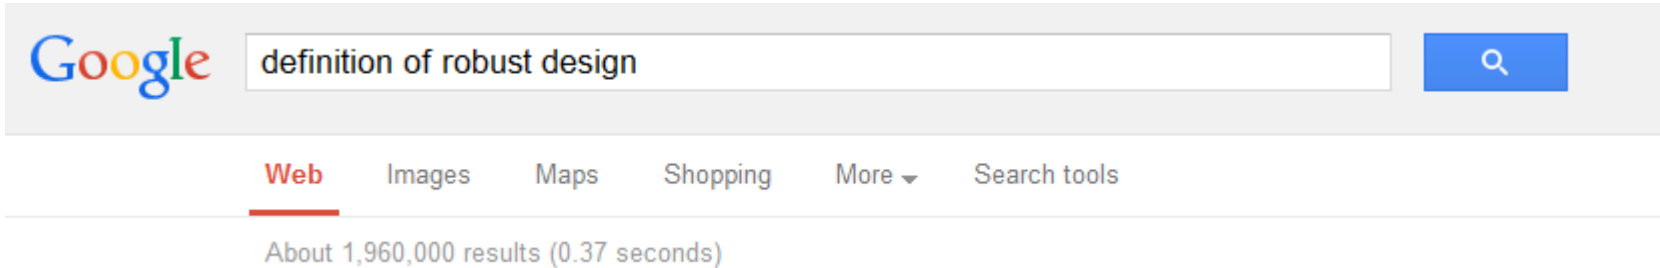 Google definition of robust design
Web Images Maps Shopping More Search tools
About 1,960,000 results (0.37 seconds)